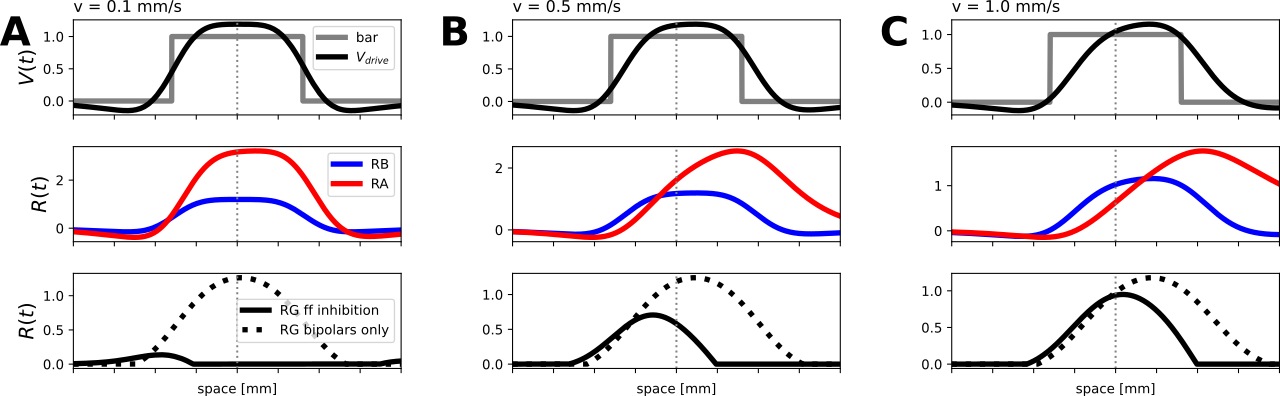 A
v = 0.1 mm/s
V(t)
1.0
0.5
0.0
bar
V_drive
R(t)
2
0
RB
RA
R(t)
1.0
0.5
0.0
RG ff inhibition
RG bipolars only
space [mm]
B
v = 0.5 mm/s
1.0
0.5
0.0
2
0
1.0
0.5
0.0
space [mm]
C
v = 1.0 mm/s
1.0
0.5
0.0
1
0
1.0
0.5
0.0
space [mm]